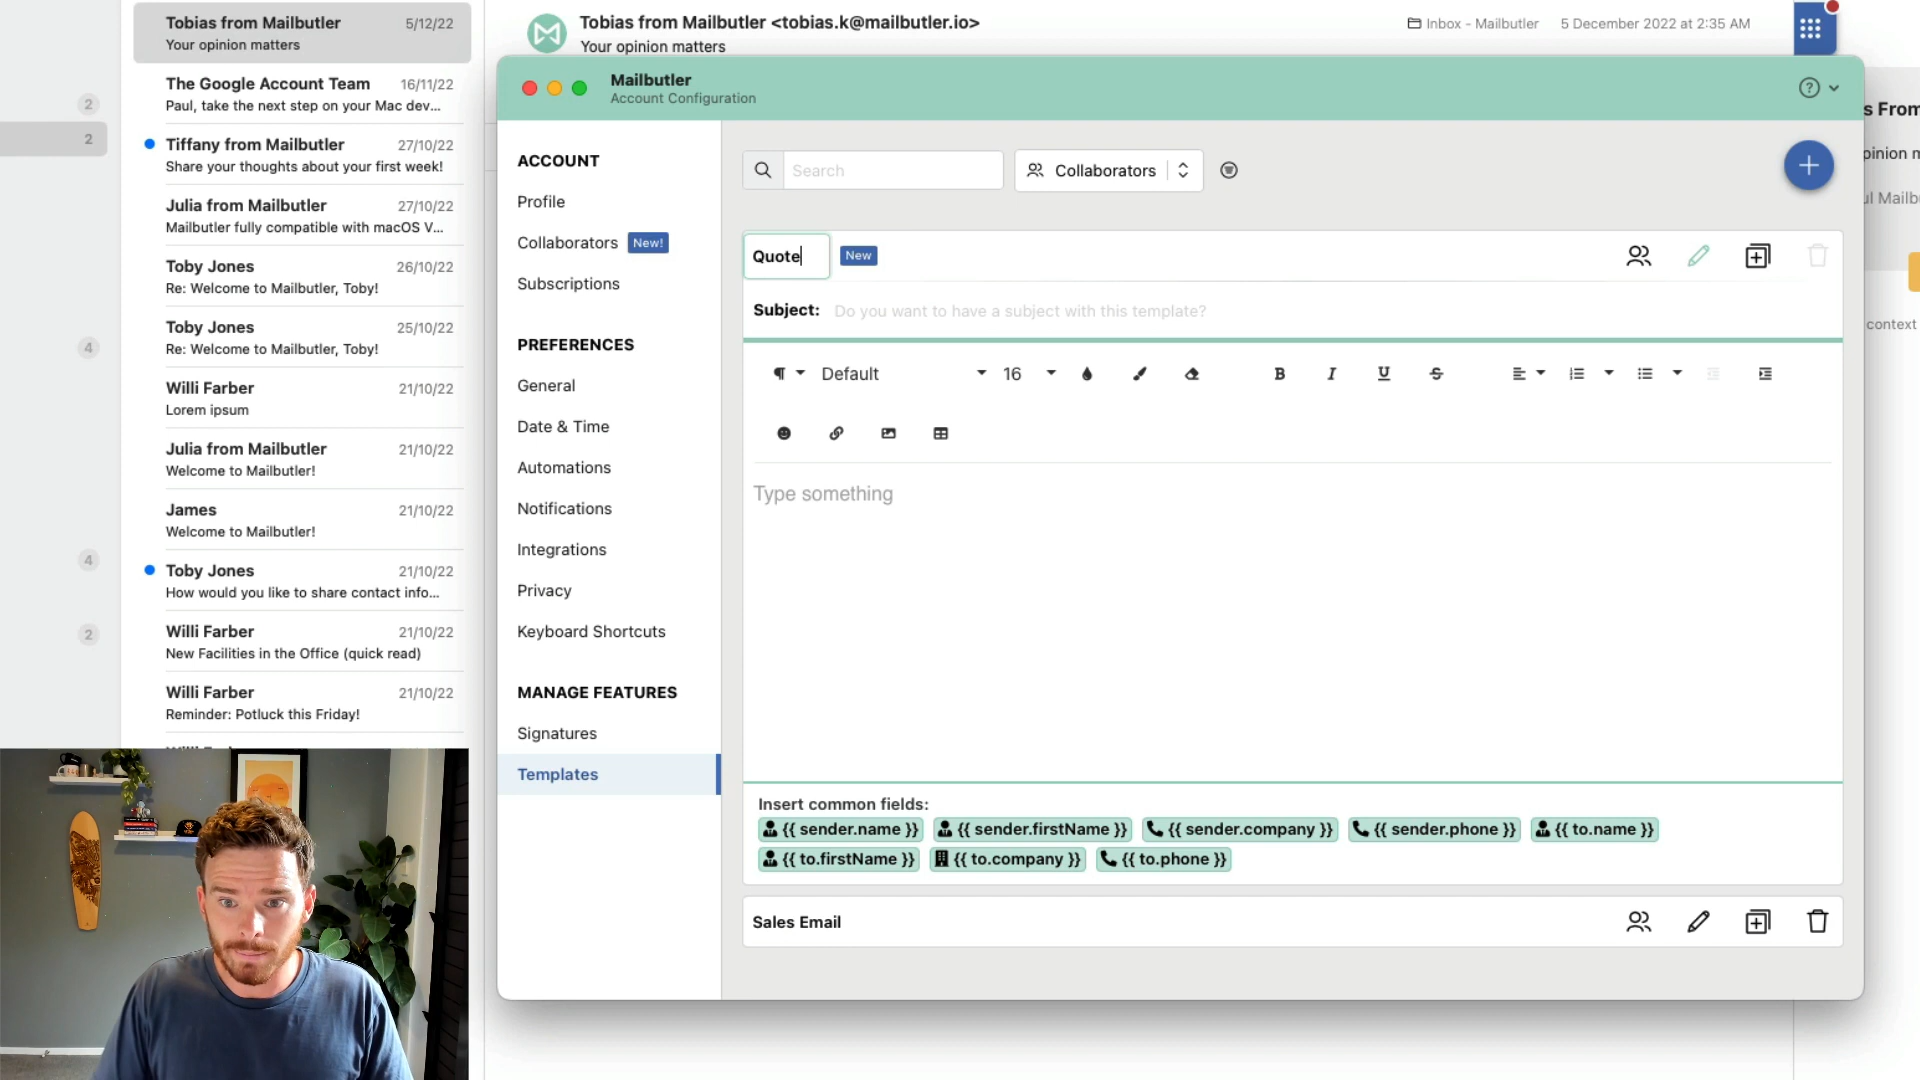 2
2
4
4
2
Tobias from Mailbutler 5/12/22
Your opinion matters
The Google Account Team 16/11/22
Paul, take the next step on your Mac dev...
Tiffany from Mailbutler 27/10/22
Share your thoughts about your first week!
Julia from Mailbutler 27/10/22
Mailbutler fully compatible with macOS V...
Toby Jones 26/10/22
Re: Welcome to Mailbutler, Toby!
Toby Jones 25/10/22
Re: Welcome to Mailbutler, Toby!
Willi Farber 21/10/22
Lorem ipsum
Julia from Mailbutler 21/10/22
Welcome to Mailbutler!
James 21/10/22
Welcome to Mailbutler!
Toby Jones 21/10/22
How would you like to share contact info...
Willi Farber 21/10/22
New Facilities in the Office (quick read)
Willi Farber 21/10/22
Reminder: Potluck this Friday!
Tobias from Mailbutler <tobias.k@mailbutler.io>
Your opinion matters
Inbox - Mailbutler 5 December 2022 at 2:35 AM
Mailbutler
Account Configuration
ACCOUNT
Profile
Collaborators New!
Subscriptions
PREFERENCES
General
Date & Time
Automations
Notifications
Integrations
Privacy
Keyboard Shortcuts
MANAGE FEATURES
Signatures
Templates
Search
Collaborators
Quote New
Subject: Do you want to have a subject with this template?
Default 16 B I U S
Type something
Insert common fields:
{{ sender.name }} {{ sender.firstName }} {{ sender.company }} {{ sender.phone }} {{ to.name }}
{{ to.firstName }} {{ to.company }} {{ to.phone }}
Sales Email
s From
pinion m
ul Mailb
context